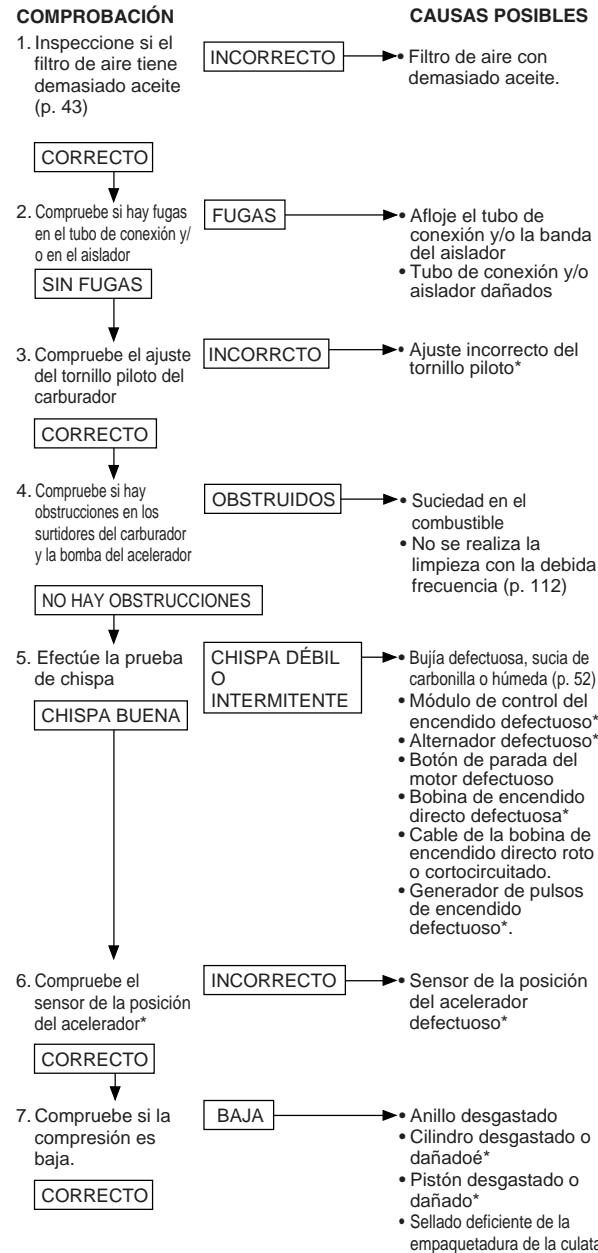 COMPROBACIÓN
CAUSAS POSIBLES
1. Inspeccione si el
filtro de aire tiene
demasiado aceite
(p. 43)
INCORRECTO
• Filtro de aire con
demasiado aceite.
CORRECTO
2. Compruebe si hay fugas
en el tubo de conexión y/
o en el aislador
FUGAS
• Afloje el tubo de
conexión y/o la banda
del aislador
• Tubo de conexión y/o
aislador dañados
SIN FUGAS
3. Compruebe el ajuste
del tornillo piloto del
carburador
INCORRCTO
• Ajuste incorrecto del
tornillo piloto*
CORRECTO
4. Compruebe si hay
obstrucciones en los
surtidores del carburador
y la bomba del acelerador
OBSTRUIDOS
• Suciedad en el
combustible
• No se realiza la
limpieza con la debida
frecuencia (p. 112)
NO HAY OBSTRUCCIONES
5. Efectúe la prueba
de chispa
CHISPA DÉBIL
O
INTERMITENTE
• Bujía defectuosa, sucia de
carbonilla o húmeda (p. 52)
• Módulo de control del
encendido defectuoso*
• Alternador defectuoso*
• Botón de parada del
motor defectuoso
• Bobina de encendido
directo defectuosa*
• Cable de la bobina de
encendido directo roto
o cortocircuitado.
• Generador de pulsos
de encendido
defectuoso*.
CHISPA BUENA
6. Compruebe el
sensor de la posición
del acelerador*
INCORRECTO
• Sensor de la posición
del acelerador
defectuoso*
CORRECTO
7. Compruebe si la
compresión es
baja.
BAJA
• Anillo desgastado
• Cilindro desgastado o
dañadoé*
• Pistón desgastado o
dañado*
• Sellado deficiente de la
empaquetadura de la culata
CORRECTO